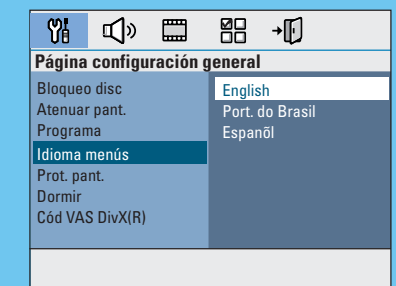 Página configuración general
Bloqueo disc
Atenuar pant.
Programa
Idioma menús
Prot. pant.
Dormir
Cód VAS DivX(R)
English
Port. do Brasil
Espanõl